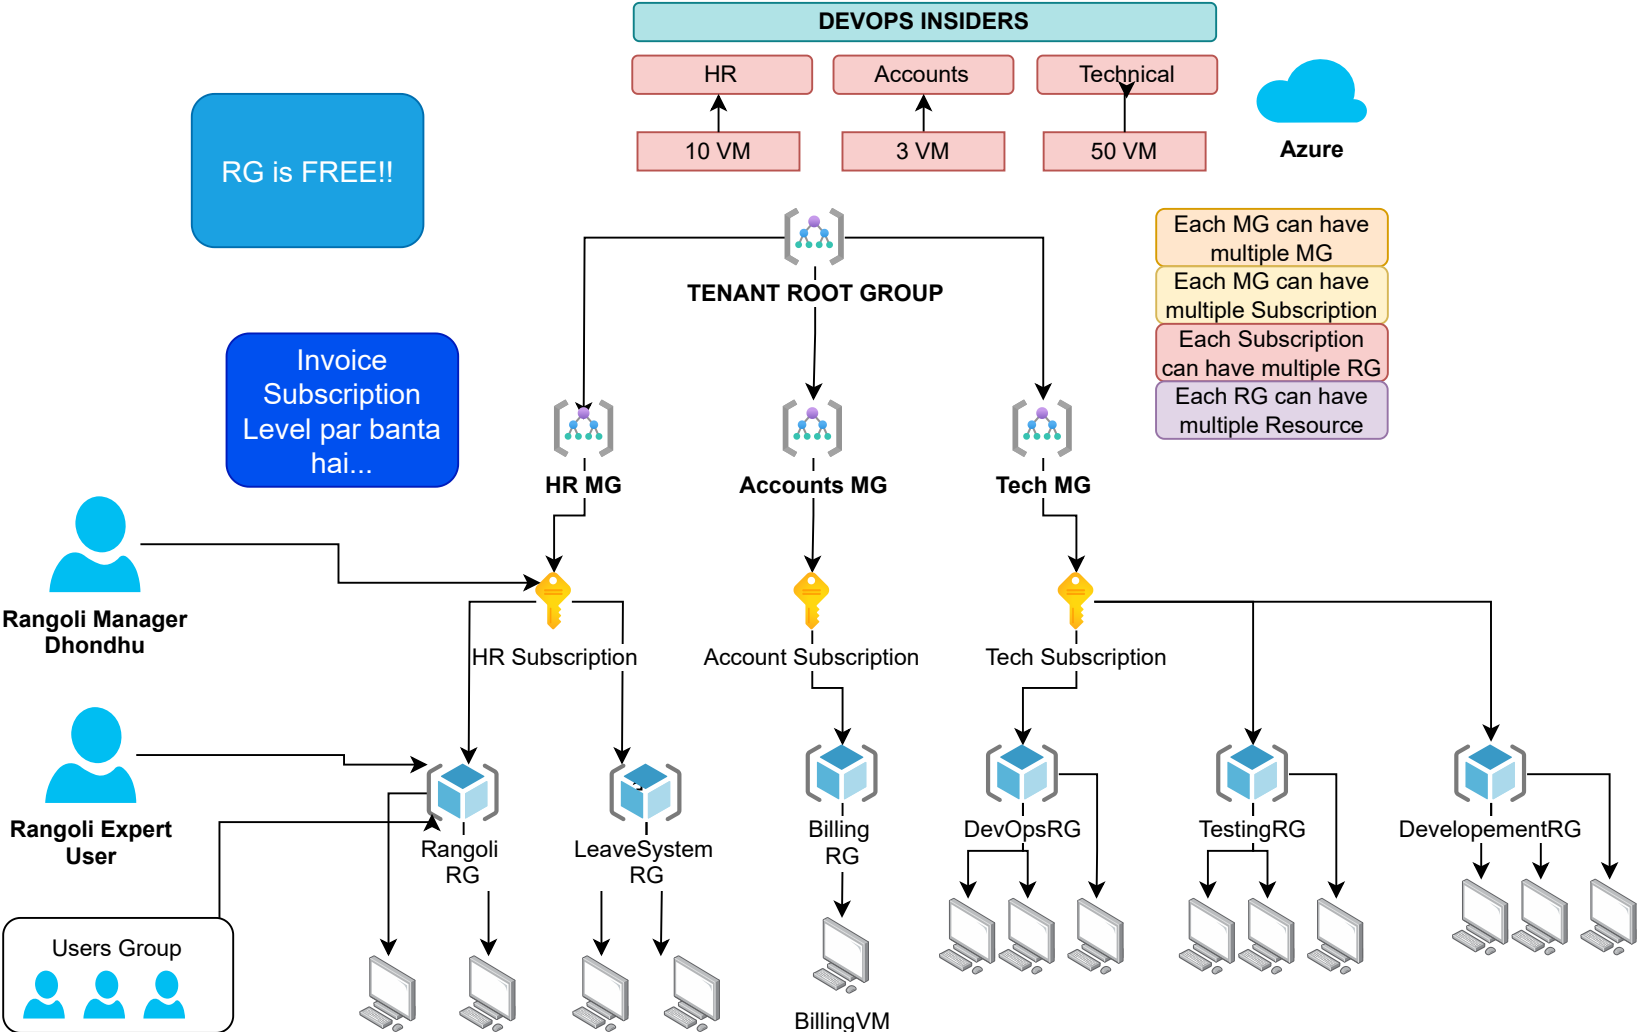 DEVOPS INSIDERS
HR
Accounts
Technical
10 VM
3 VM
50 VM
Azure
RG is FREE!!
Each MG can have
multiple MG
Each MG can have
multiple Subscription
Each Subscription
can have multiple RG
Each RG can have
multiple Resource
TENANT ROOT GROUP
Invoice
Subscription
Level par banta
hai...
HR MG
Accounts MG
Tech MG
Rangoli Manager
Dhondhu
HR Subscription
Account Subscription
Tech Subscription
Rangoli Expert
User
Rangoli
RG
LeaveSystem
RG
Billing
RG
DevOpsRG
TestingRG
DevelopementRG
Users Group
BillingVM